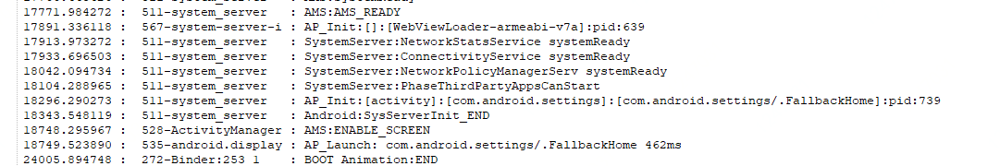 17771.984272 :  511-system_server   : AMS:AMS_READY
17891.336118 :  567-system-server-i : AP_Init:[]:[WebViewLoader-armeabi-v7a]:pid:639
17913.973272 :  511-system_server   : SystemServer:NetworkStatsService systemReady
17933.696503 :  511-system_server   : SystemServer:ConnectivityService systemReady
18042.094734 :  511-system_server   : SystemServer:NetworkPolicyManagerServ systemReady
18104.288965 :  511-system_server   : SystemServer:PhaseThirdPartyAppsCanStart
18296.290273 :  511-system_server   : AP_Init:[activity]:[com.android.settings]:[com.android.settings/.FallbackHome]:pid:739
18343.548119 :  511-system_server   : Android:SysServerInit_END
18748.295967 :  528-ActivityManager : AMS:ENABLE_SCREEN
18749.523890 :  535-android.display : AP_Launch: com.android.settings/.FallbackHome 462ms
24005.894748 :  272-Binder:253 1    : BOOT Animation:END